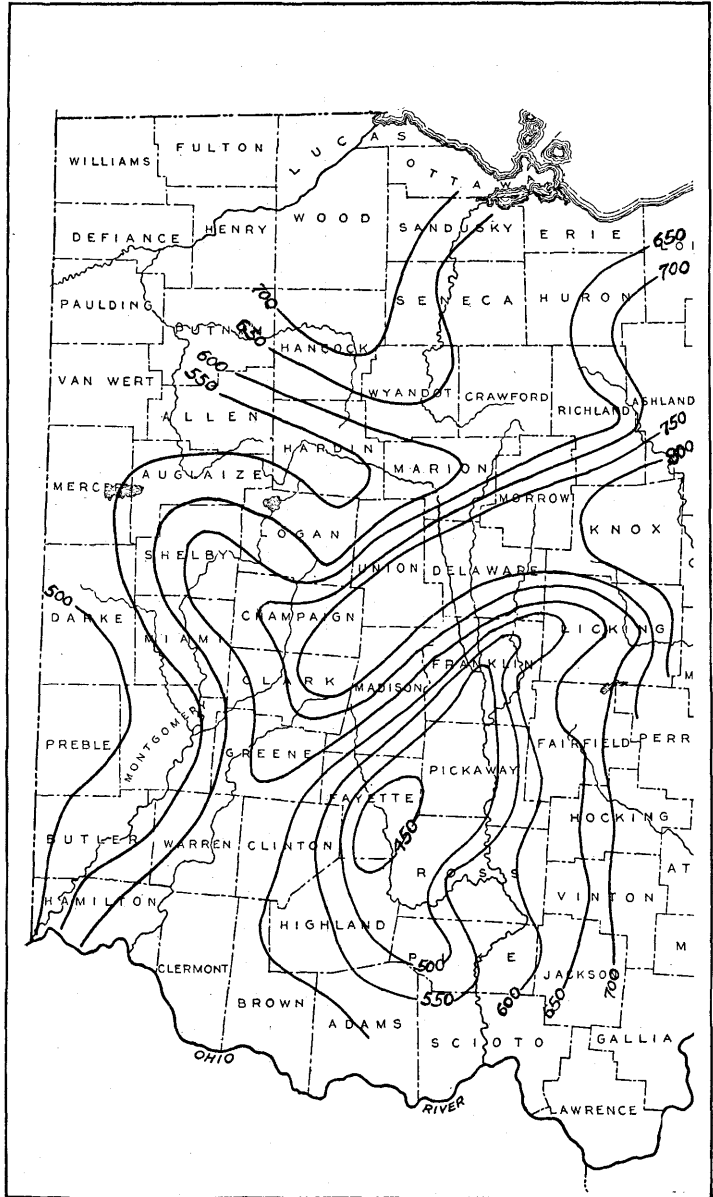 LUCAS
FULTON
WILLIAMS
OTTAWA
WOOD
SANDUSKY
ERIE
650
DEFIANCE
HENRY
LOI
700
PAULDING
SENECA
HURON
700
PUTNAM
650
HANCOCK
600
550
VAN WERT
WYANDOT
CRAWFORD
RICHLAND
ASHLAND
ALLEN
750
HARDIN
MARION
800
AUGLAIZE
MERCER
MORROW
KNOX
LOGAN
SHELBY
UNION
DELAWARE
C
500
CHAMPAIGN
DARKE
LICKING
MIAMI
FRANKLIN
CLARK
MADISON
M
MONTGOMERY
PREBLE
GREENE
FAIRFIELD
PERR
PICKAWAY
FAYETTE
HOCKING
BUTLER
WARREN
CLINTON
450
ROSS
AT
HAMILTON
VINTON
HIGHLAND
M
PIKE
500
CLERMONT
JACKSO
550
600
650
700
BROWN
ADAMS
SCIOTO
GALLIA
OHIO
RIVER
LAWRENCE